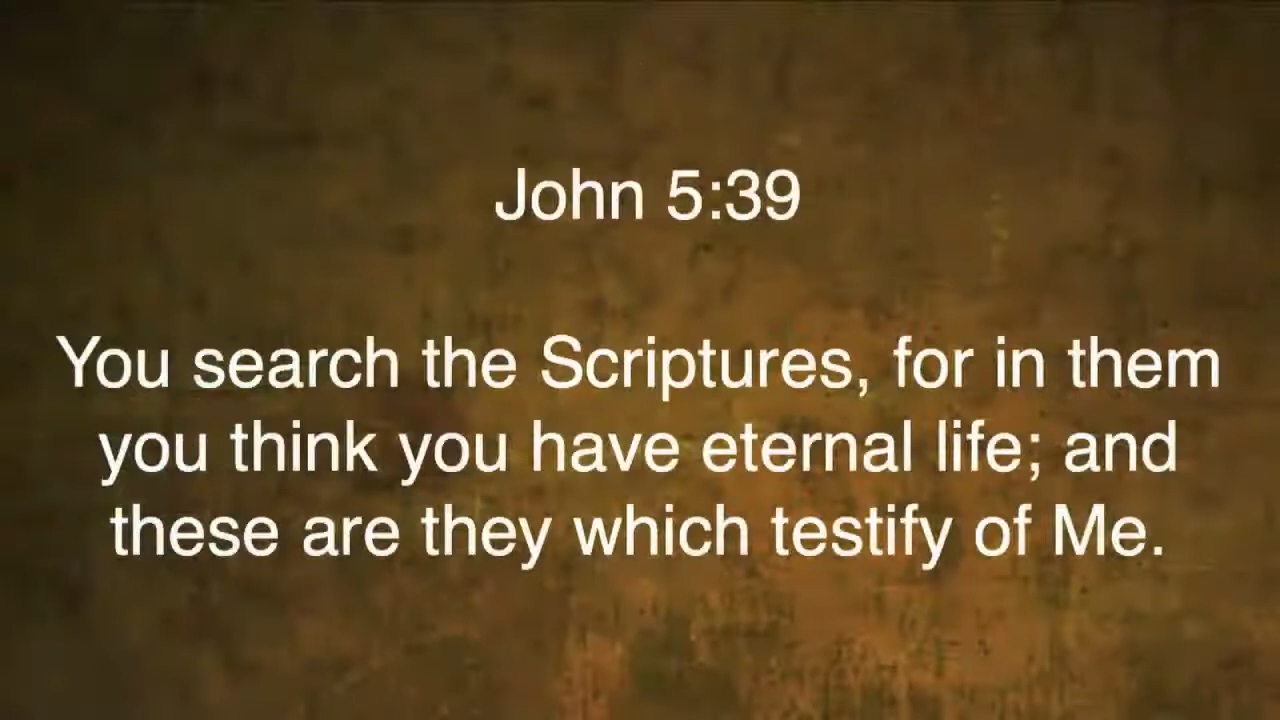 John 5:39
You search the Scriptures, for in them
you think you have eternal life; and
these are they which testify of Me.